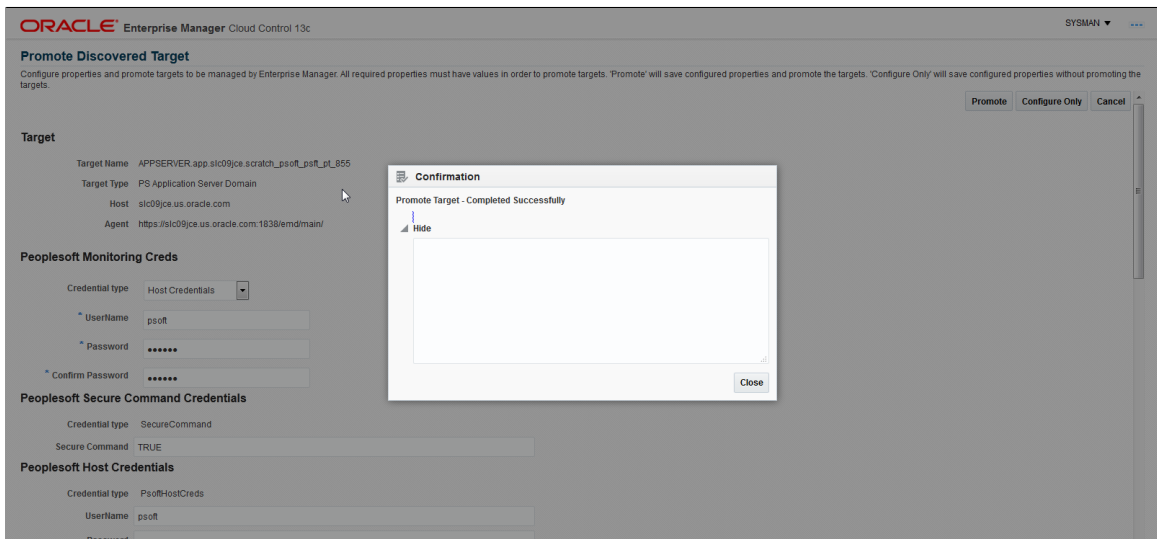 ORACLE® Enterprise Manager Cloud Control 13c
SYSMAN
Promote Discovered Target
Configure properties and promote targets to be managed by Enterprise Manager. All required properties must have values in order to promote targets. 'Promote' will save configured properties and promote the targets. 'Configure Only' will save configured properties without promoting the
targets.
Promote Configure Only Cancel
Target
Target Name APPSERVER.app.slc09jce.scratch_psoft_psft_pt_855
Target Type PS Application Server Domain
Host slc09jce.us.oracle.com
Agent https://slc09jce.us.oracle.com:1838/emd/main/
Peoplesoft Monitoring Creds
Credential type Host Credentials
* UserName psoft
* Password ••••••
* Confirm Password ••••••
Peoplesoft Secure Command Credentials
Credential type SecureCommand
Secure Command TRUE
Peoplesoft Host Credentials
Credential type PsoftHostCreds
UserName psoft
Confirmation
Promote Target - Completed Successfully
Hide
Close